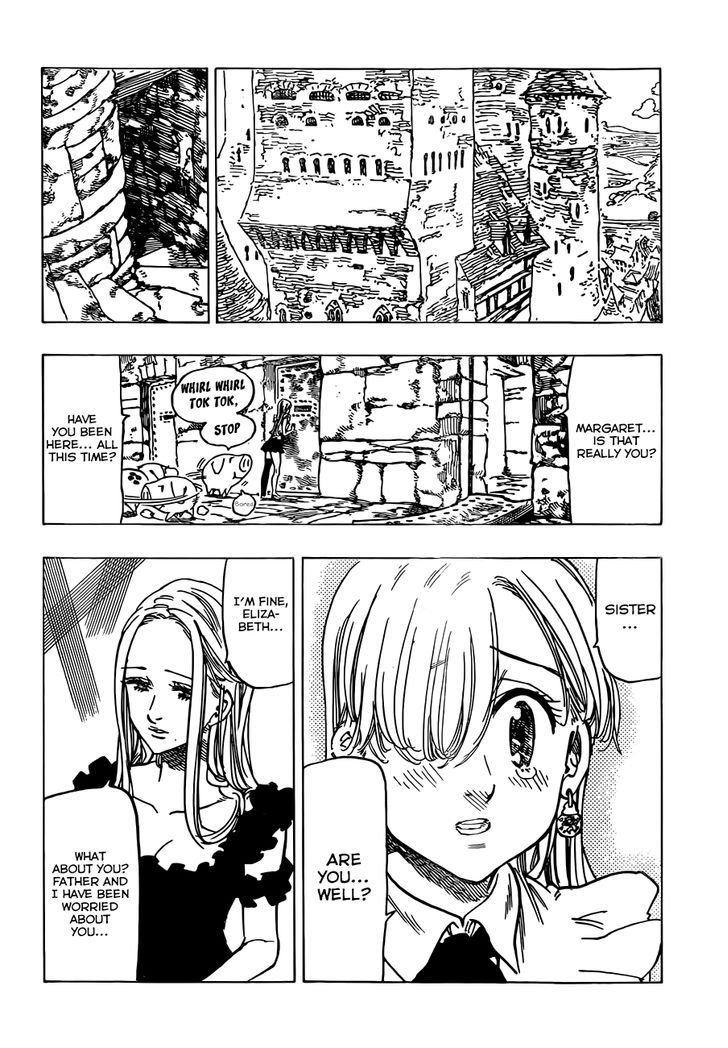 MARGARET...
IS THAT
REALLY YOU?
WHIRL WHIRL
TOK TOK,
STOP
HAVE
YOU BEEN
HERE... ALL
THIS TIME?
SISTER
...
ARE
YOU...
WELL?
I'M FINE,
ELIZA-
BETH...
WHAT
ABOUT YOU?
FATHER AND
I HAVE BEEN
WORRIED
ABOUT
YOU...